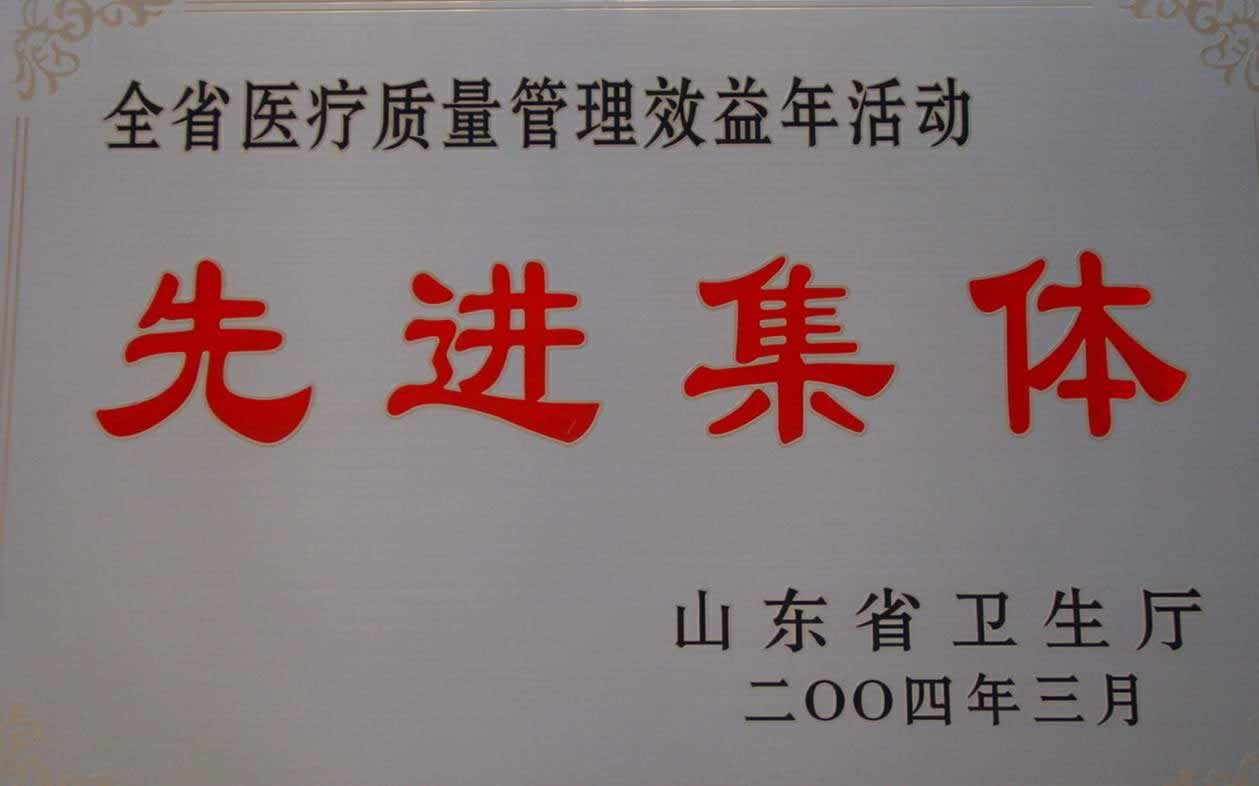 全省医疗质量管理效益年活动
先进集体
山东省卫生厅
二OO四年三月